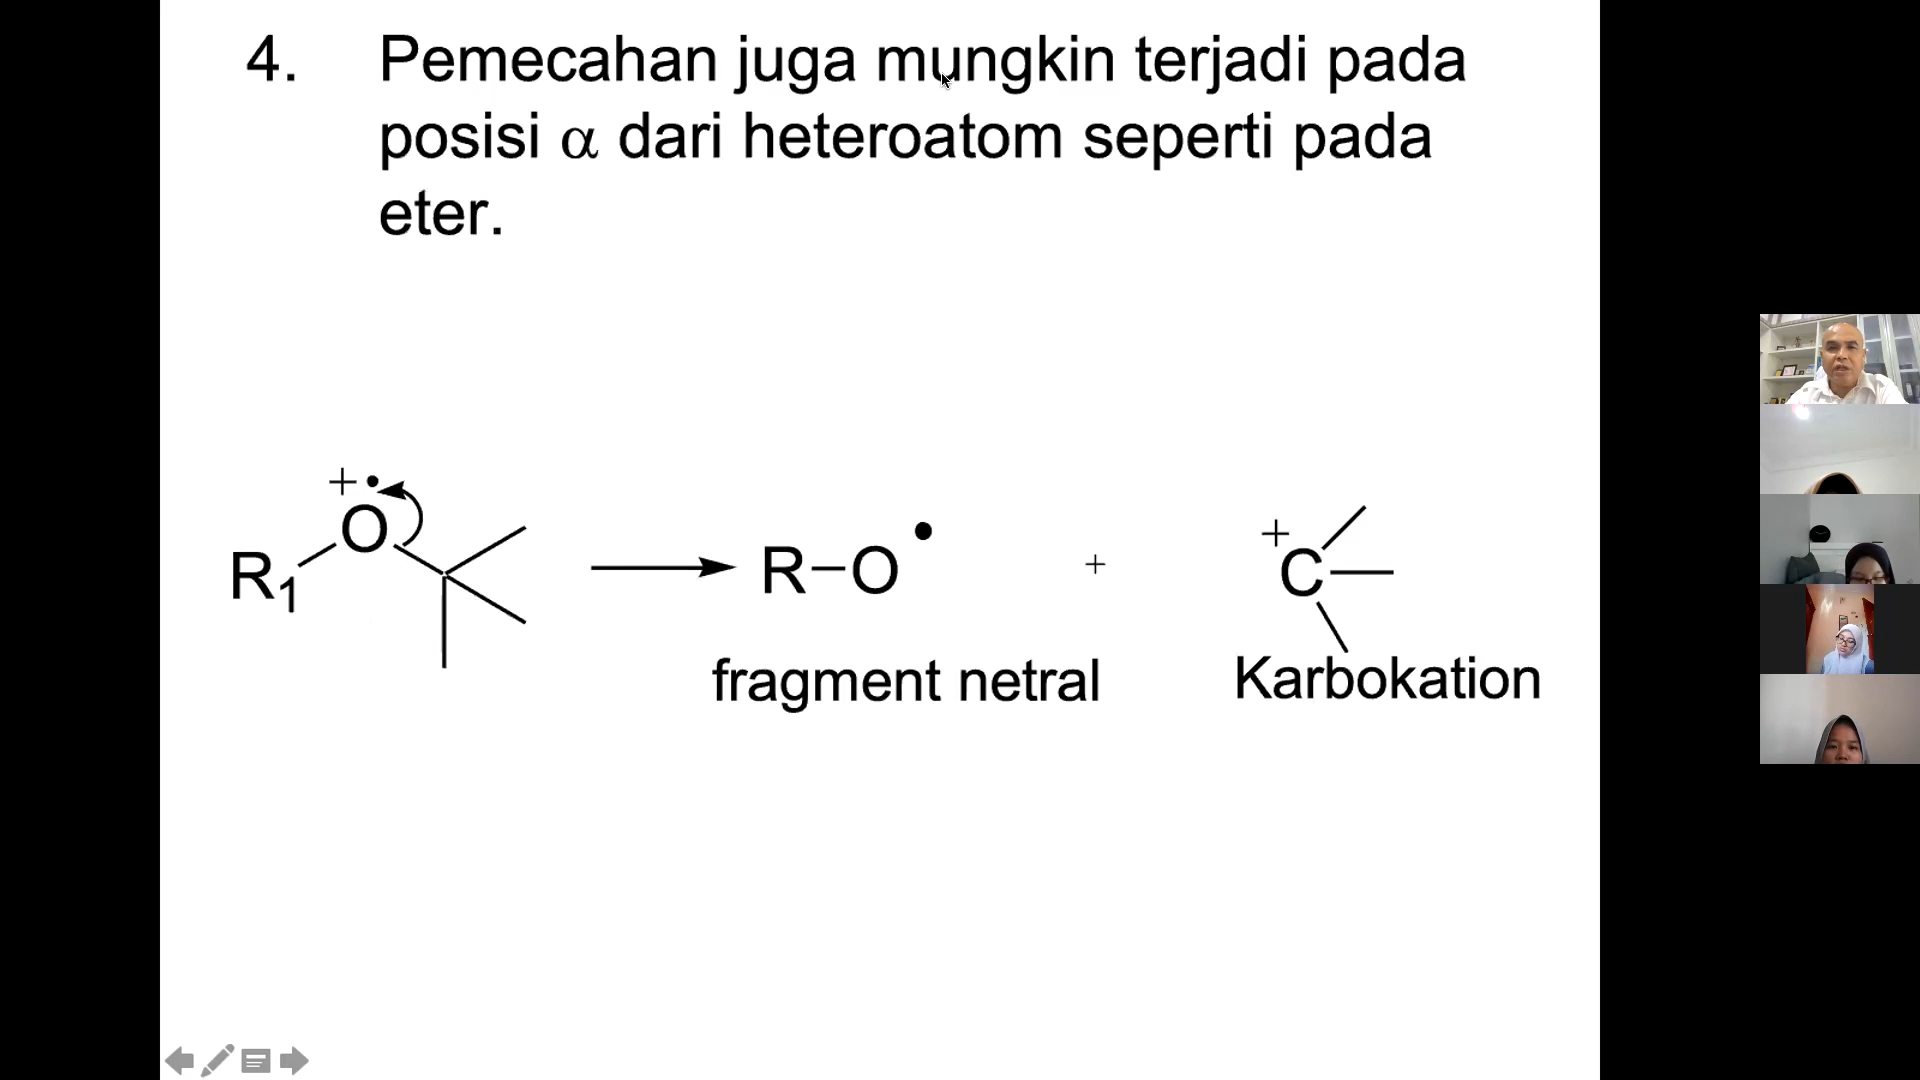 4. Pemecahan juga mungkin terjadi pada
posisi α dari heteroatom seperti pada
eter.
+•
O
R1
R–O•
+
+
C
fragment netral
Karbokation